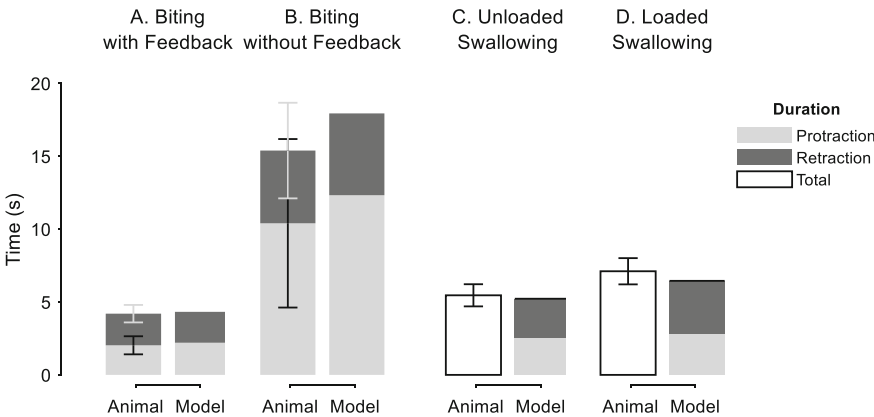 A. Biting
with Feedback
B. Biting
without Feedback
C. Unloaded
Swallowing
D. Loaded
Swallowing
Time (s)
20
15
10
5
0
Animal Model
Animal Model
Animal Model
Animal Model
Duration
Protraction
Retraction
Total